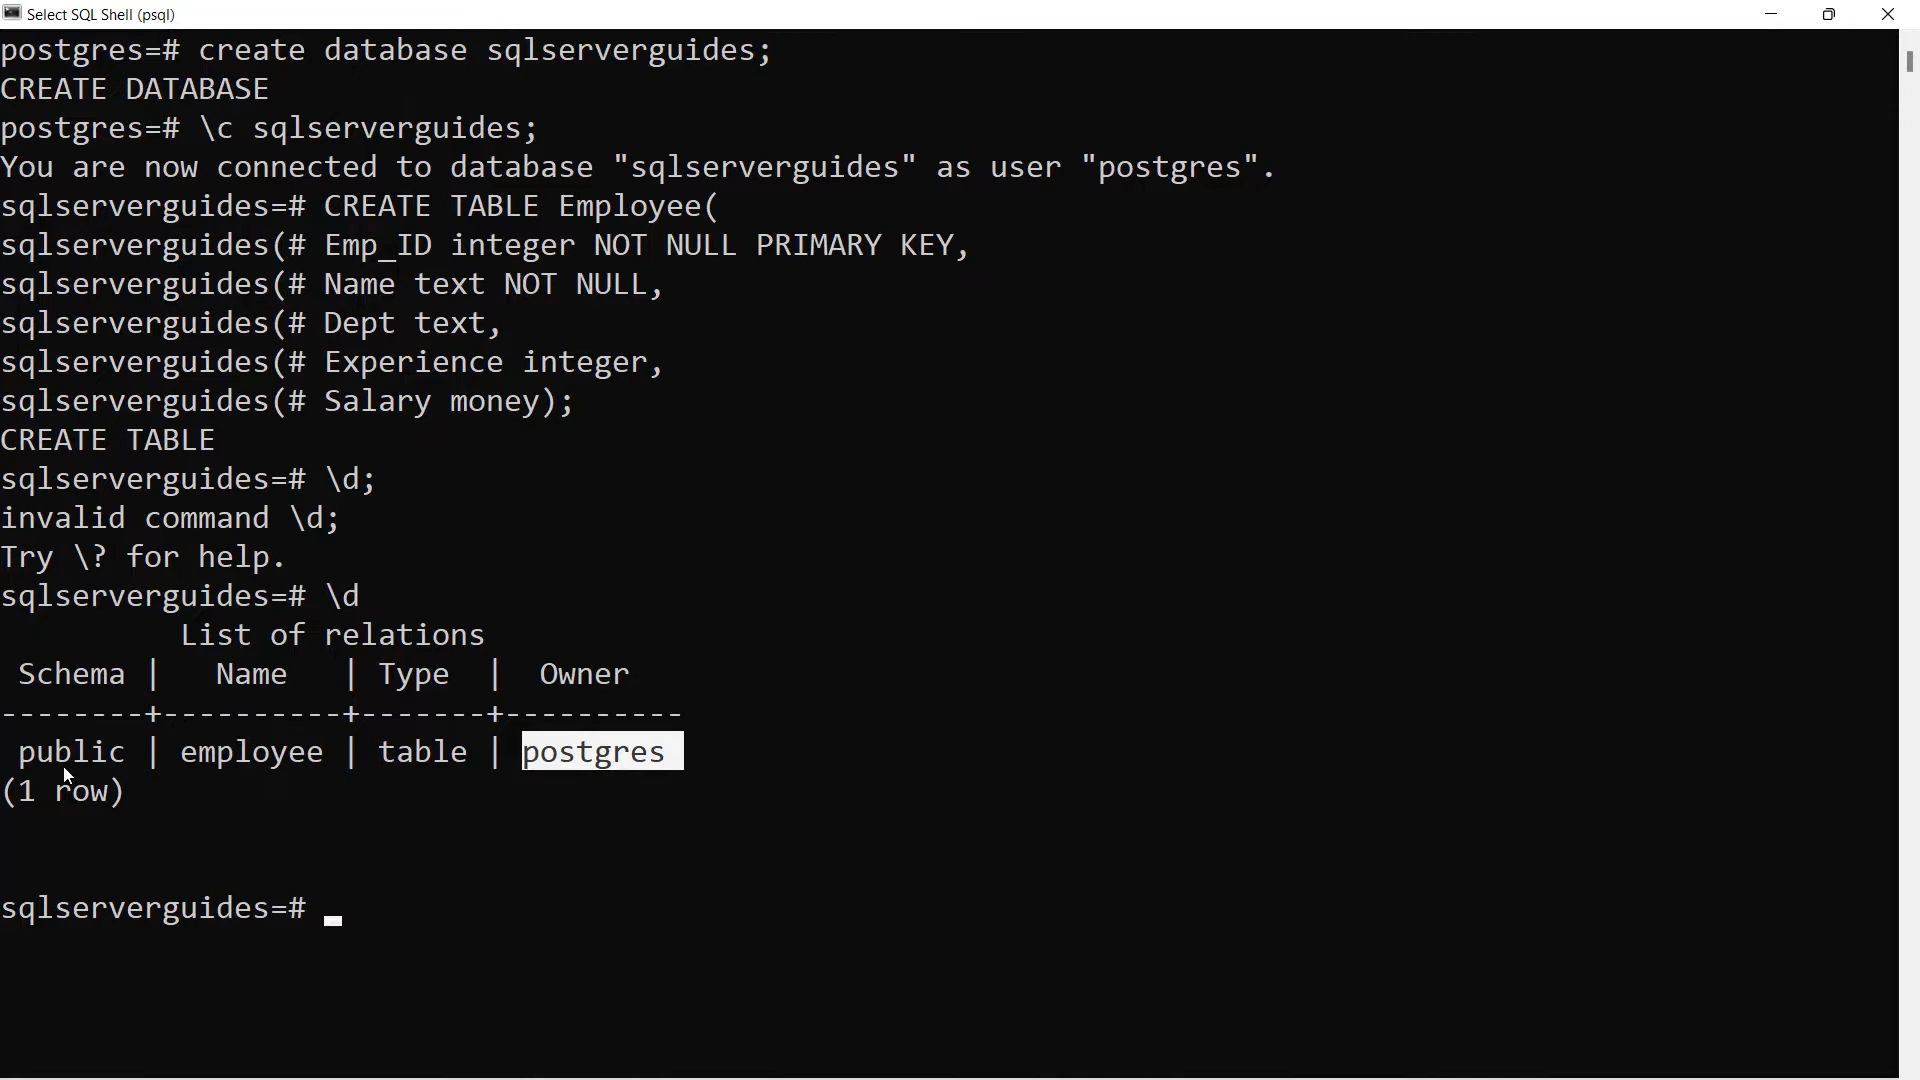 Select SQL Shell (psql)
postgres=# create database sqlserverguides;
CREATE DATABASE
postgres=# \c sqlserverguides;
You are now connected to database "sqlserverguides" as user "postgres".
sqlserverguides=# CREATE TABLE Employee(
sqlserverguides(# Emp_ID integer NOT NULL PRIMARY KEY,
sqlserverguides(# Name text NOT NULL,
sqlserverguides(# Dept text,
sqlserverguides(# Experience integer,
sqlserverguides(# Salary money);
CREATE TABLE
sqlserverguides=# \d;
invalid command \d;
Try \? for help.
sqlserverguides=# \d
          List of relations
 Schema |   Name   | Type  |  Owner
--------+----------+-------+----------
 public | employee | table | postgres
(1 row)
sqlserverguides=#